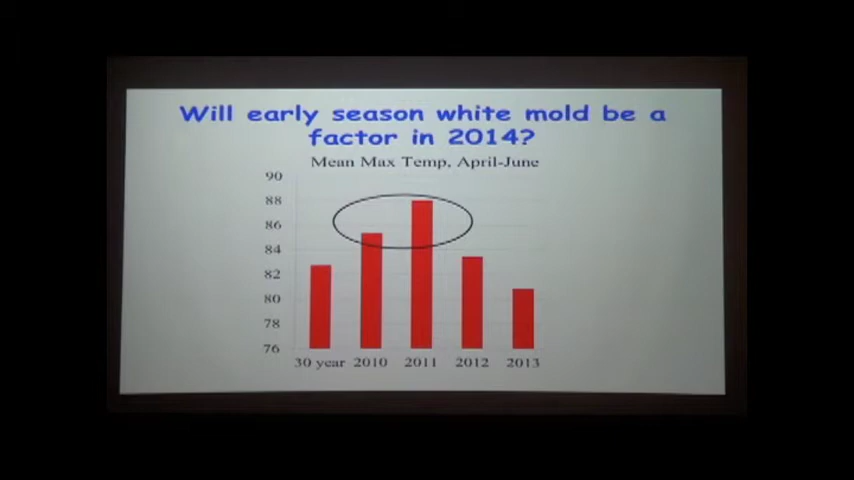 Will early season white mold be a
factor in 2014?
Mean Max Temp, April-June
90
88
86
84
82
80
78
76
30 year 2010 2011 2012 2013